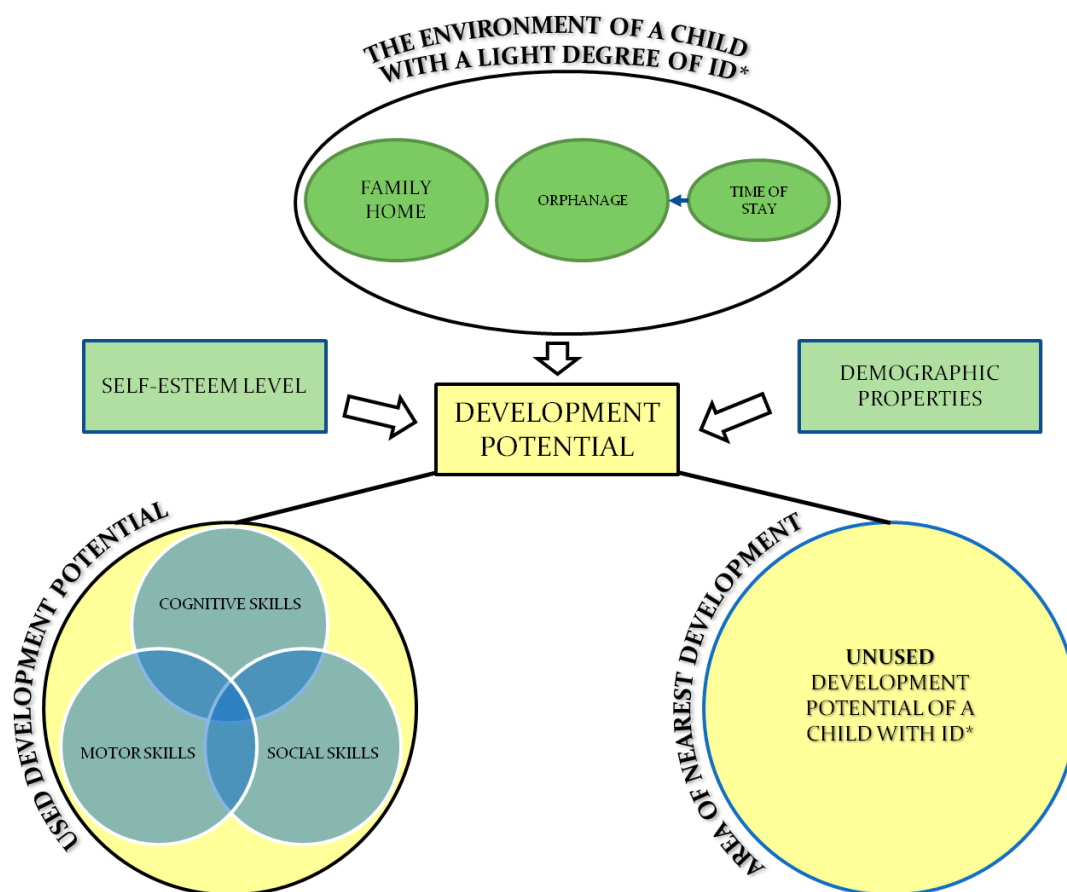 THE ENVIRONMENT OF A CHILD
WITH A LIGHT DEGREE OF ID*
FAMILY
HOME
ORPHANAGE
TIME OF
STAY
SELF-ESTEEM LEVEL
DEVELOPMENT
POTENTIAL
DEMOGRAPHIC
PROPERTIES
USED DEVELOPMENT POTENTIAL
COGNITIVE SKILLS
MOTOR SKILLS
SOCIAL SKILLS
AREA OF NEAREST DEVELOPMENT
UNUSED
DEVELOPMENT
POTENTIAL OF A
CHILD WITH ID*